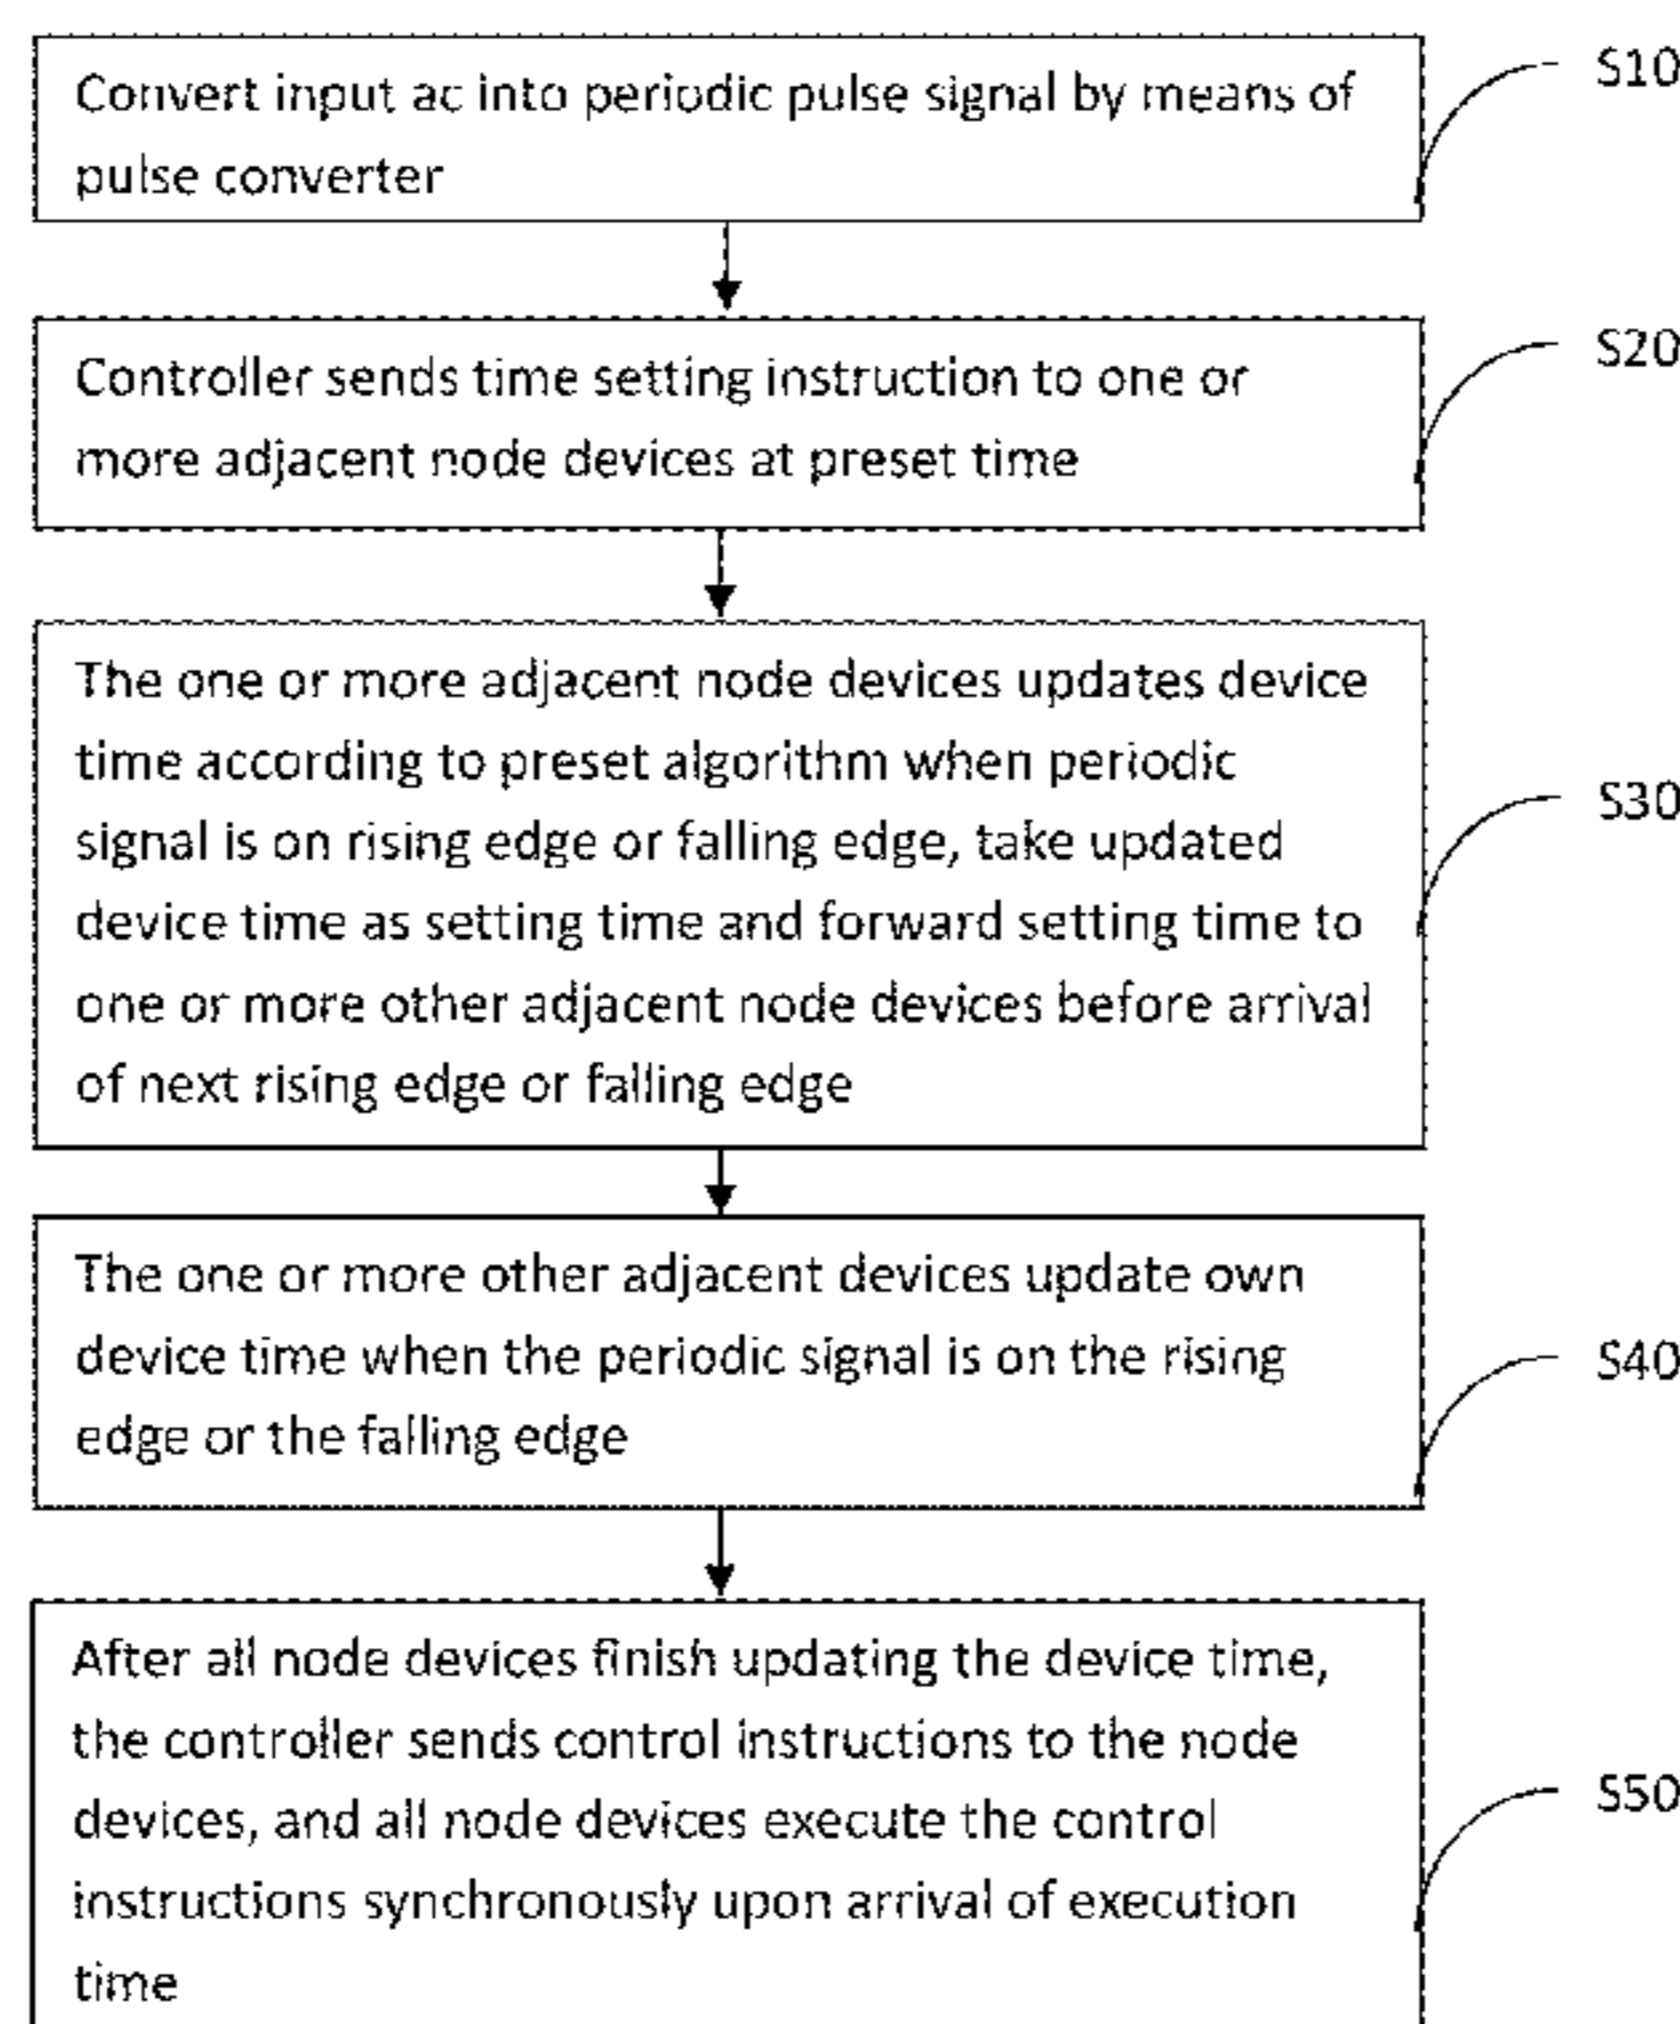 Convert input ac into periodic pulse signal by means of
pulse converter
S10
Controller sends time setting instruction to one or
more adjacent node devices at preset time
S20
The one or more adjacent node devices updates device
time according to preset algorithm when periodic
signal is on rising edge or falling edge, take updated
device time as setting time and forward setting time to
one or more other adjacent node devices before arrival
of next rising edge or falling edge
S30
The one or more other adjacent devices update own
device time when the periodic signal is on the rising
edge or the falling edge
S40
After all node devices finish updating the device time,
the controller sends control instructions to the node
devices, and all node devices execute the control
instructions synchronously upon arrival of execution
time
S50